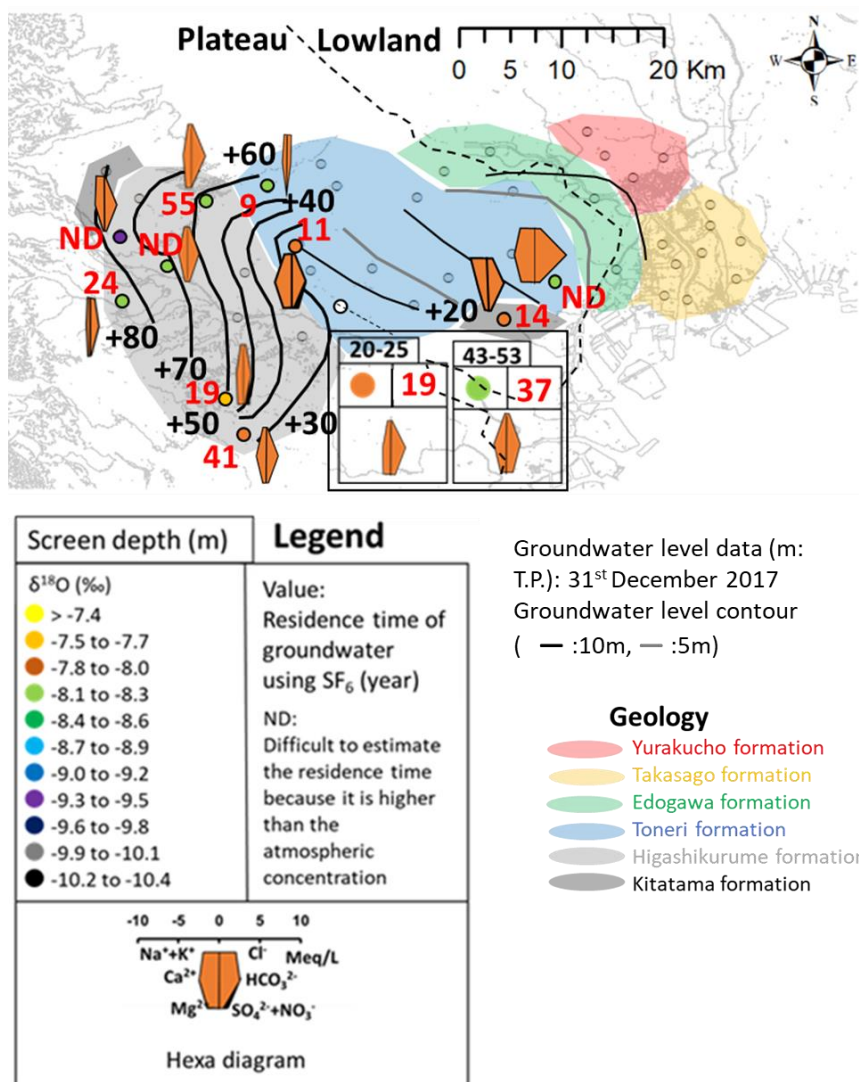 Plateau Lowland
0 5 10 20 Km
N
W E
S
+60
55
9
+40
ND
ND
11
24
+20
ND
14
+80
+70
19
+50
+30
41
20-25
43-53
19
37
Screen depth (m)
Legend
δ¹⁸O (‰)
> -7.4
-7.5 to -7.7
-7.8 to -8.0
-8.1 to -8.3
-8.4 to -8.6
-8.7 to -8.9
-9.0 to -9.2
-9.3 to -9.5
-9.6 to -9.8
-9.9 to -10.1
-10.2 to -10.4
Value:
Residence time of
groundwater
using SF₆ (year)
ND:
Difficult to estimate
the residence time
because it is higher
than the
atmospheric
concentration
-10 -5 0 5 10
Na⁺+K⁺ Cl⁻ Meq/L
Ca²⁺ HCO₃²⁻
Mg² SO₄²⁻+NO₃⁻
Hexa diagram
Groundwater level data (m:
T.P.): 31ˢᵗ December 2017
Groundwater level contour
( — :10m, — :5m)
Geology
Yurakucho formation
Takasago formation
Edogawa formation
Toneri formation
Higashikurume formation
Kitatama formation